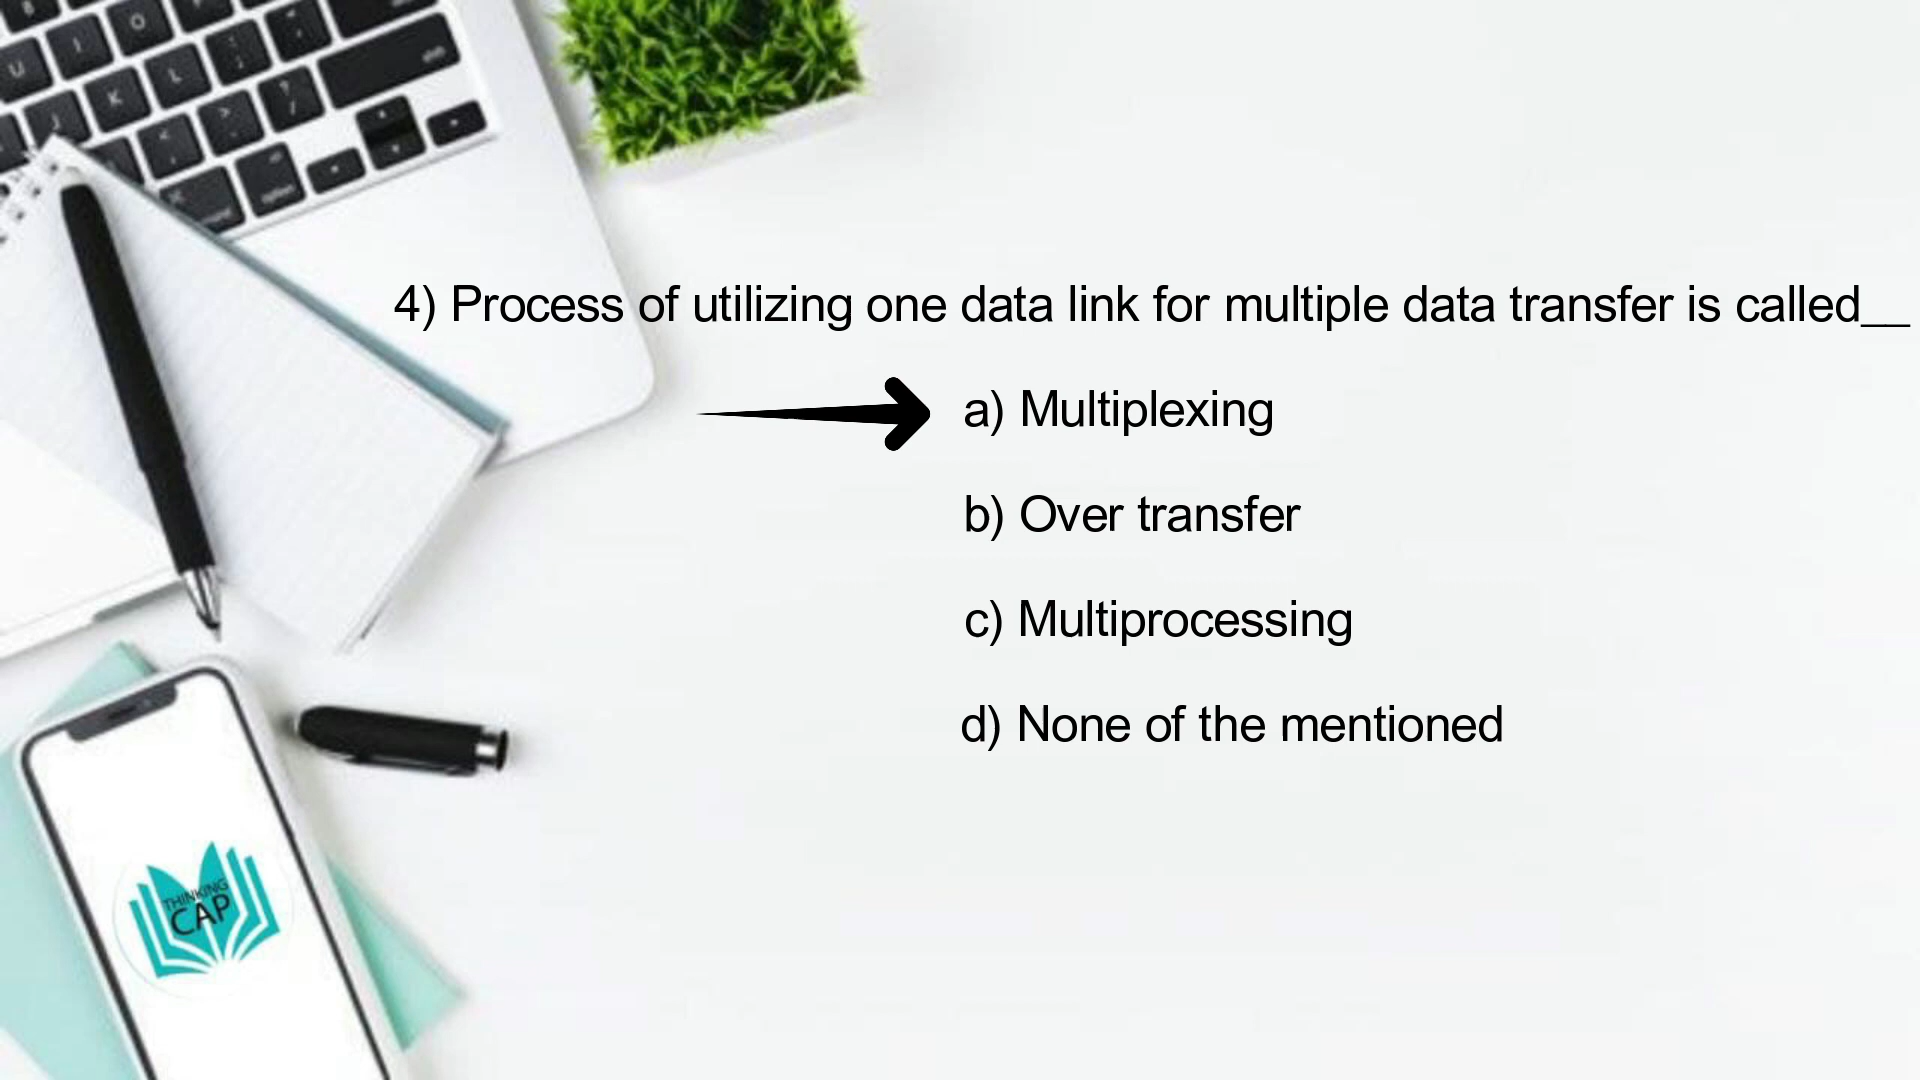 4) Process of utilizing one data link for multiple data transfer is called__
a) Multiplexing
b) Over transfer
c) Multiprocessing
d) None of the mentioned
THINKING
CAP